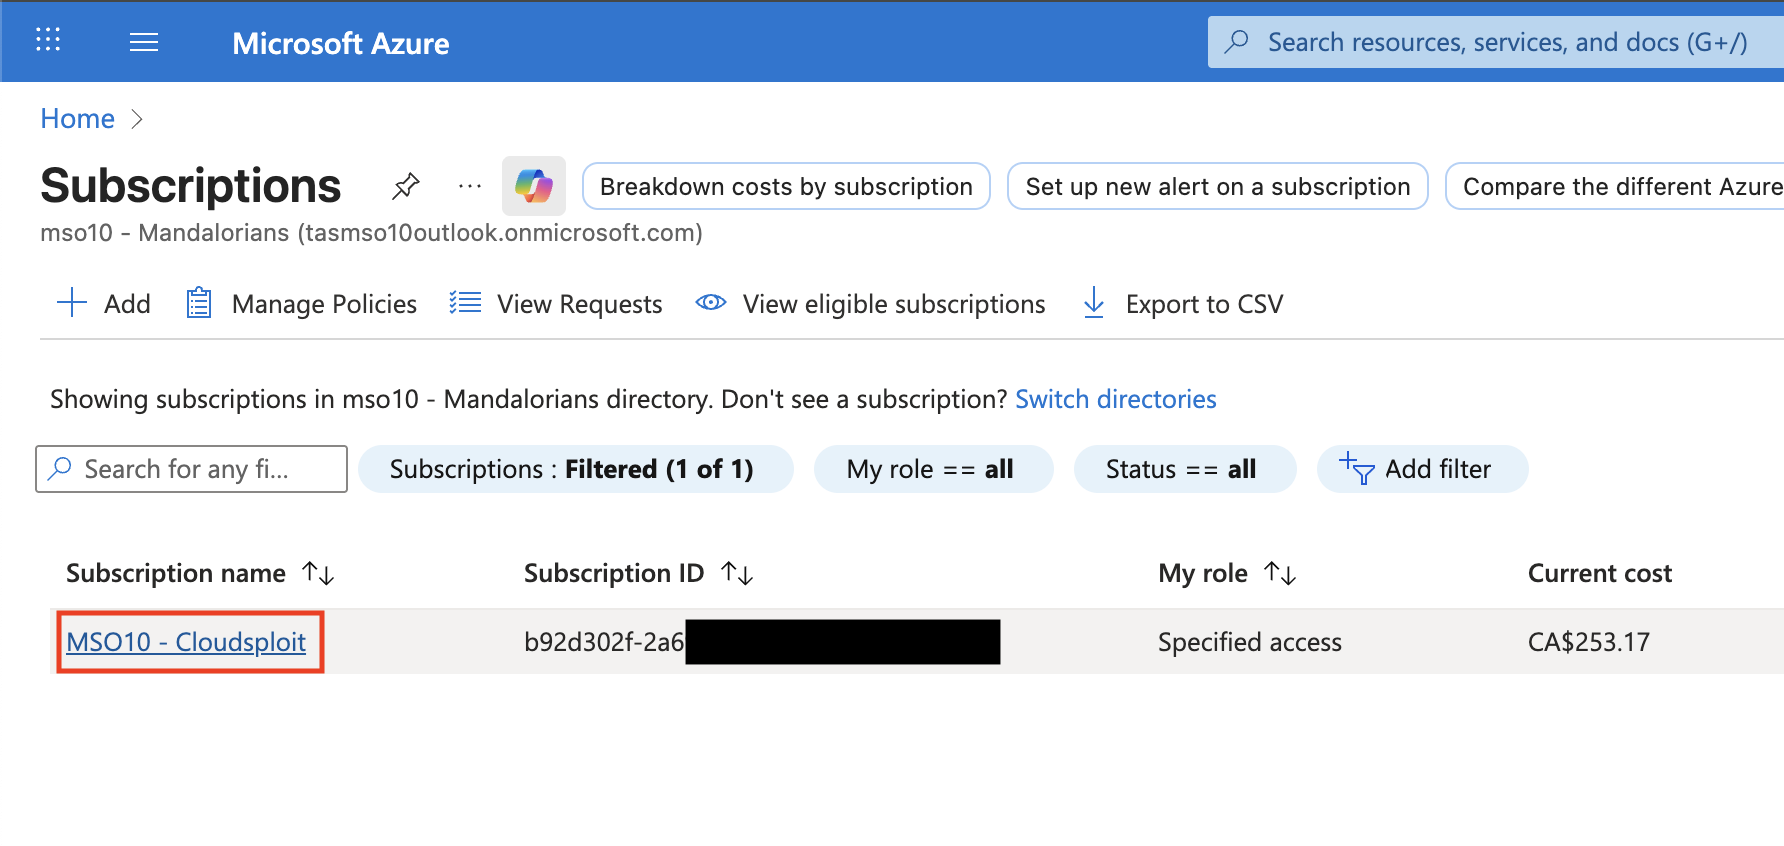 Microsoft Azure
Search resources, services, and docs (G+/)
Home
Subscriptions
Breakdown costs by subscription
Set up new alert on a subscription
Compare the different Azure
mso10 - Mandalorians (tasmso10outlook.onmicrosoft.com)
Add
Manage Policies
View Requests
View eligible subscriptions
Export to CSV
Showing subscriptions in mso10 - Mandalorians directory. Don't see a subscription? Switch directories
Search for any fi...
Subscriptions : Filtered (1 of 1)
My role == all
Status == all
Add filter
Subscription name
Subscription ID
My role
Current cost
MSO10 - Cloudsploit
b92d302f-2a6
Specified access
CA$253.17